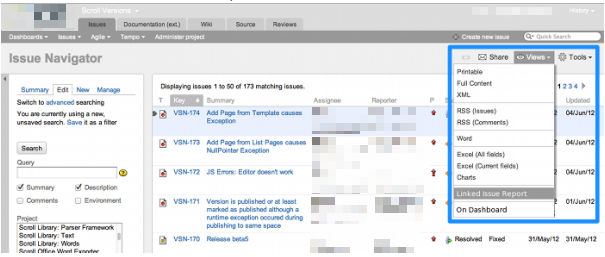 Scroll Versions
History
Issues Documentation (ext.) Wiki Source Reviews
Dashboards Issues Agile Tempo Administer project Create new issue Quick Search
Issue Navigator
Share Views Tools
Summary Edit New Manage
Switch to advanced searching
You are currently using a new,
unsaved search. Save it as a filter
Search
Query
Summary Description
Comments Environment
Project
Scroll Library: Parser Framework
Scroll Library: Text
Scroll Library: Words
Scroll Office Word Exporter
Displaying issues 1 to 50 of 173 matching issues.
1 2 3 4
T Key Summary Assignee Reporter P Updated
VSN-174 Add Page from Template causes
Exception
12 04/Jun/12
VSN-173 Add Page from List Pages causes
NullPointer Exception
12 04/Jun/12
VSN-172 JS Errors: Editor doesn't work
12 04/Jun/12
VSN-171 Version is published or at least
marked as published although a
runtime exception occured during
publishing to same space
12 01/Jun/12
VSN-170 Release beta5 Resolved Fixed 31/May/12 31/May/12
Printable
Full Content
XML
RSS (Issues)
RSS (Comments)
Word
Excel (All fields)
Excel (Current fields)
Charts
Linked Issue Report
On Dashboard